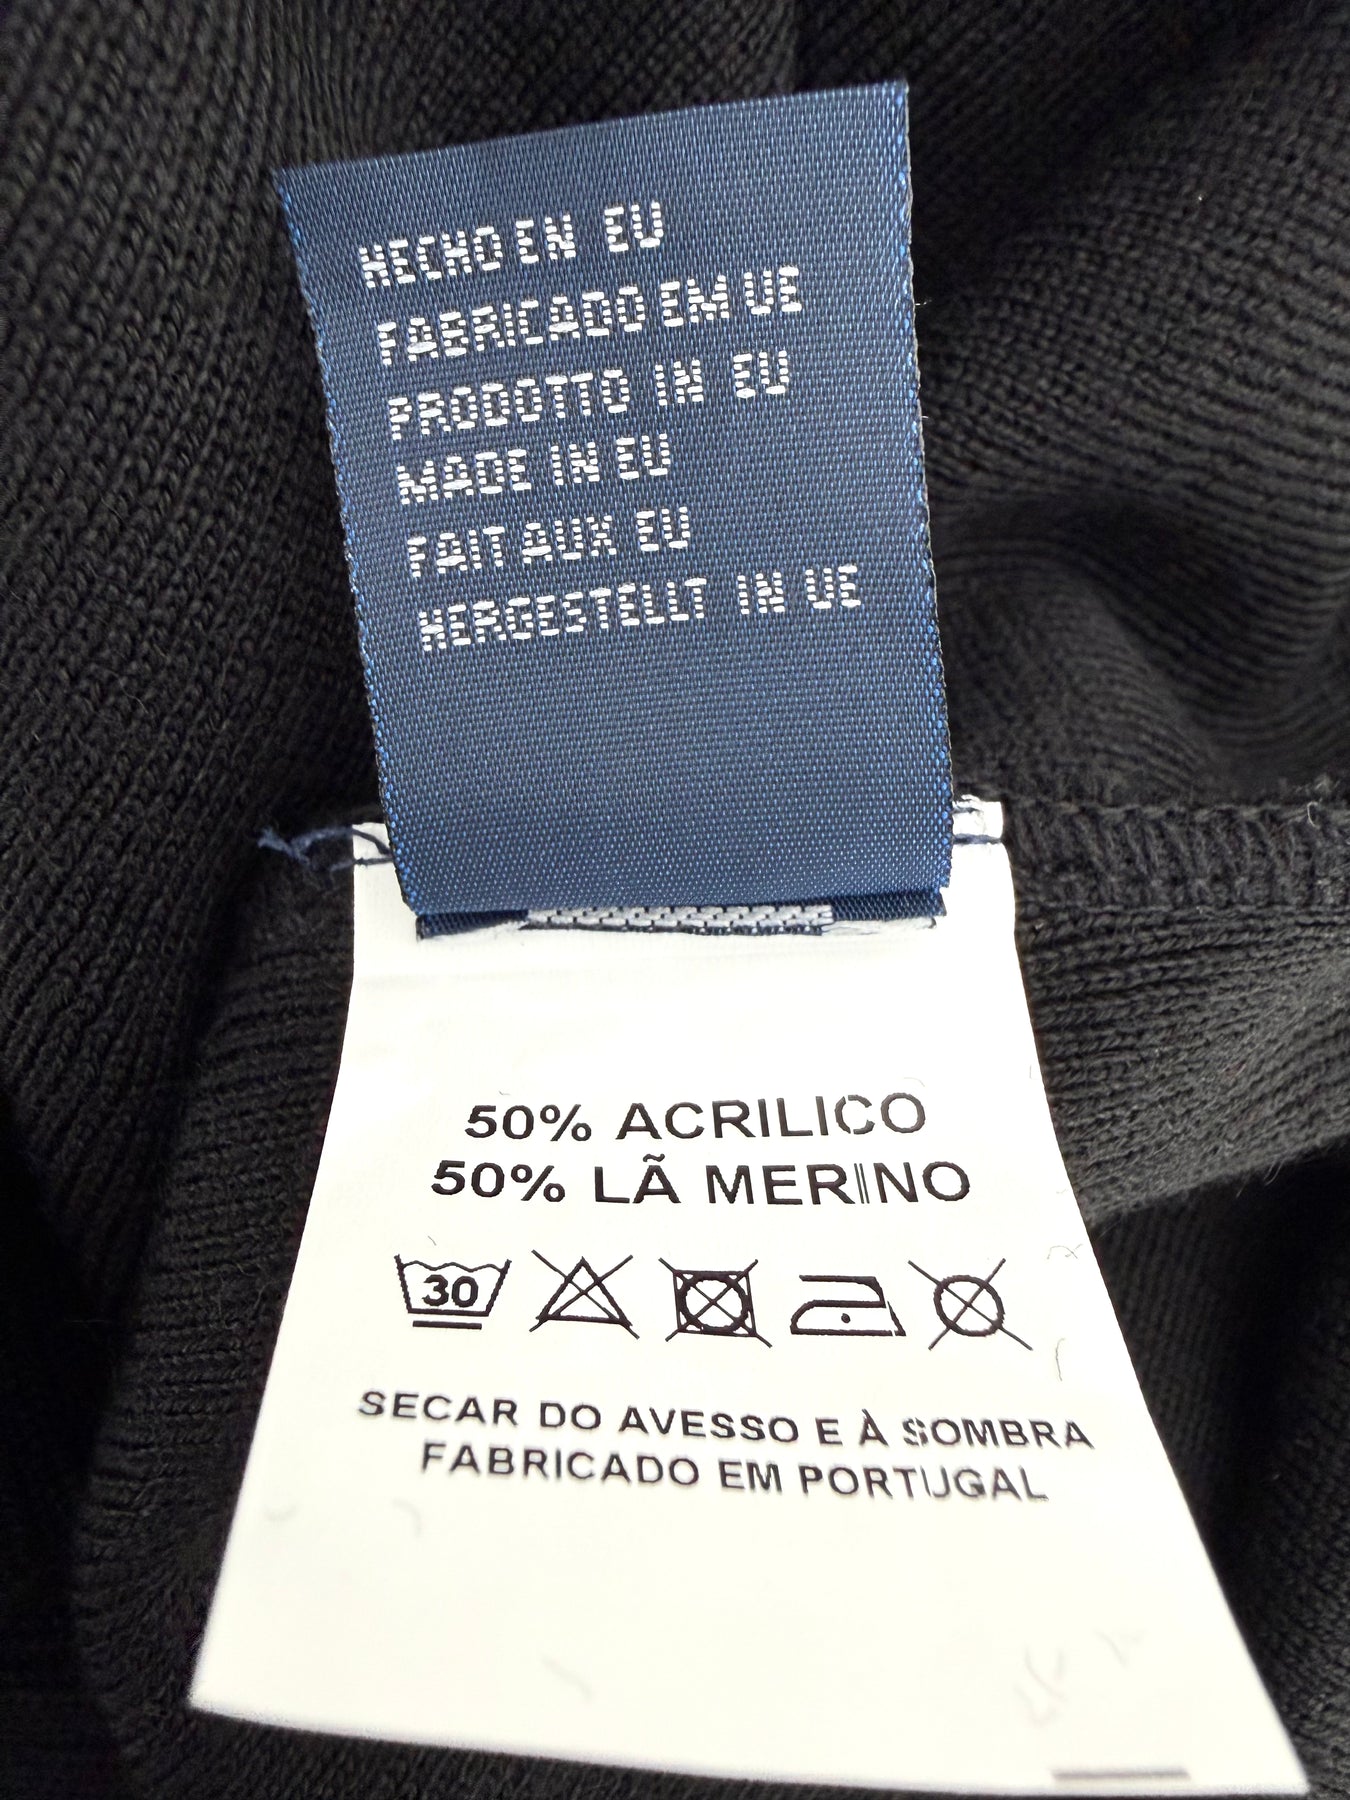 HECHO EN EU
FABRICADO EM UE
PRODOTTO IN EU
MADE IN EU
FAIT AUX EU
HERGESTELLT IN UE
50% ACRILICO
50% LÃ MERINO
30
SECAR DO AVESSO E À SOMBRA
FABRICADO EM PORTUGAL